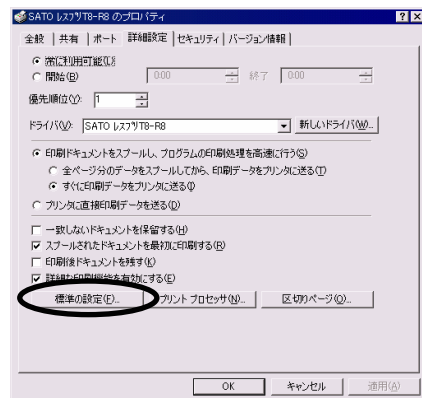 SATO ﾚｽﾌﾟﾘT8-R8 のプロパティ
全般 共有 ポート 詳細設定 セキュリティ バージョン情報
常に利用可能(L)
開始(B) 0:00 終了 0:00
優先順位(Y): 1
ドライバ(V): SATO ﾚｽﾌﾟﾘT8-R8 新しいドライバ(W)...
印刷ドキュメントをスプールし、プログラムの印刷処理を高速に行う(S)
全ページ分のデータをスプールしてから、印刷データをプリンタに送る(T)
すぐに印刷データをプリンタに送る(I)
プリンタに直接印刷データを送る(D)
一致しないドキュメントを保留する(H)
スプールされたドキュメントを最初に印刷する(R)
印刷後ドキュメントを残す(K)
詳細な印刷機能を有効にする(E)
標準の設定(F)... プリント プロセッサ(N)... 区切りページ(O)...
OK キャンセル 適用(A)